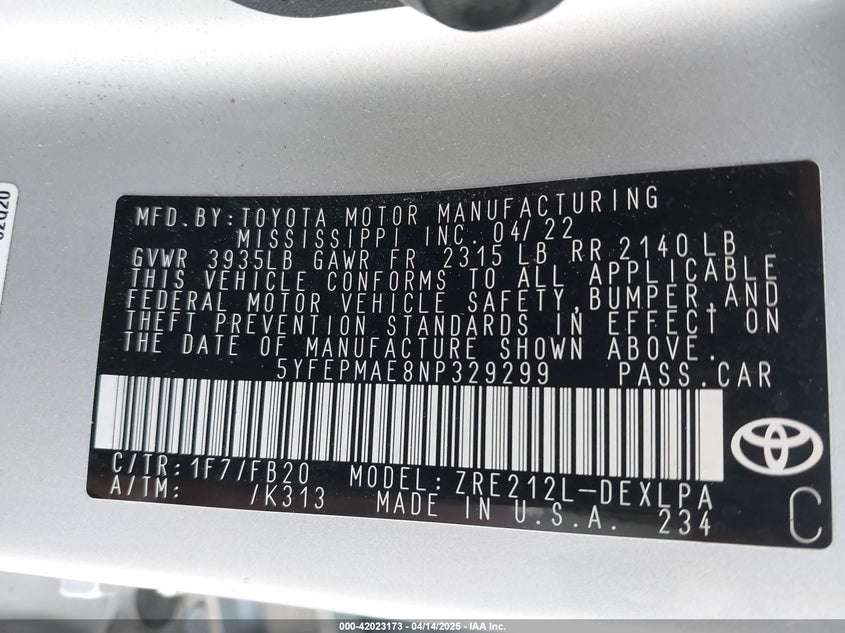 02020
MFD. BY: TOYOTA MOTOR MANUFACTURING
MISSISSIPPI INC. 04/22
GVWR 3935LB GAWR FR 2315 LB RR 2140 LB
THIS VEHICLE CONFORMS TO ALL APPLICABLE
FEDERAL MOTOR VEHICLE SAFETY, BUMPER, AND
THEFT PREVENTION STANDARDS IN EFFECT ON
THE DATE OF MANUFACTURE SHOWN ABOVE.
5YFEPMAE8NP329299 PASS.CAR
C/TR: 1F7/FB20 MODEL: ZRE212L-DEXLPA
A/TM: /K313 MADE IN U.S.A. 234
C
000-42023173 - 04/14/2025 - IAA Inc.